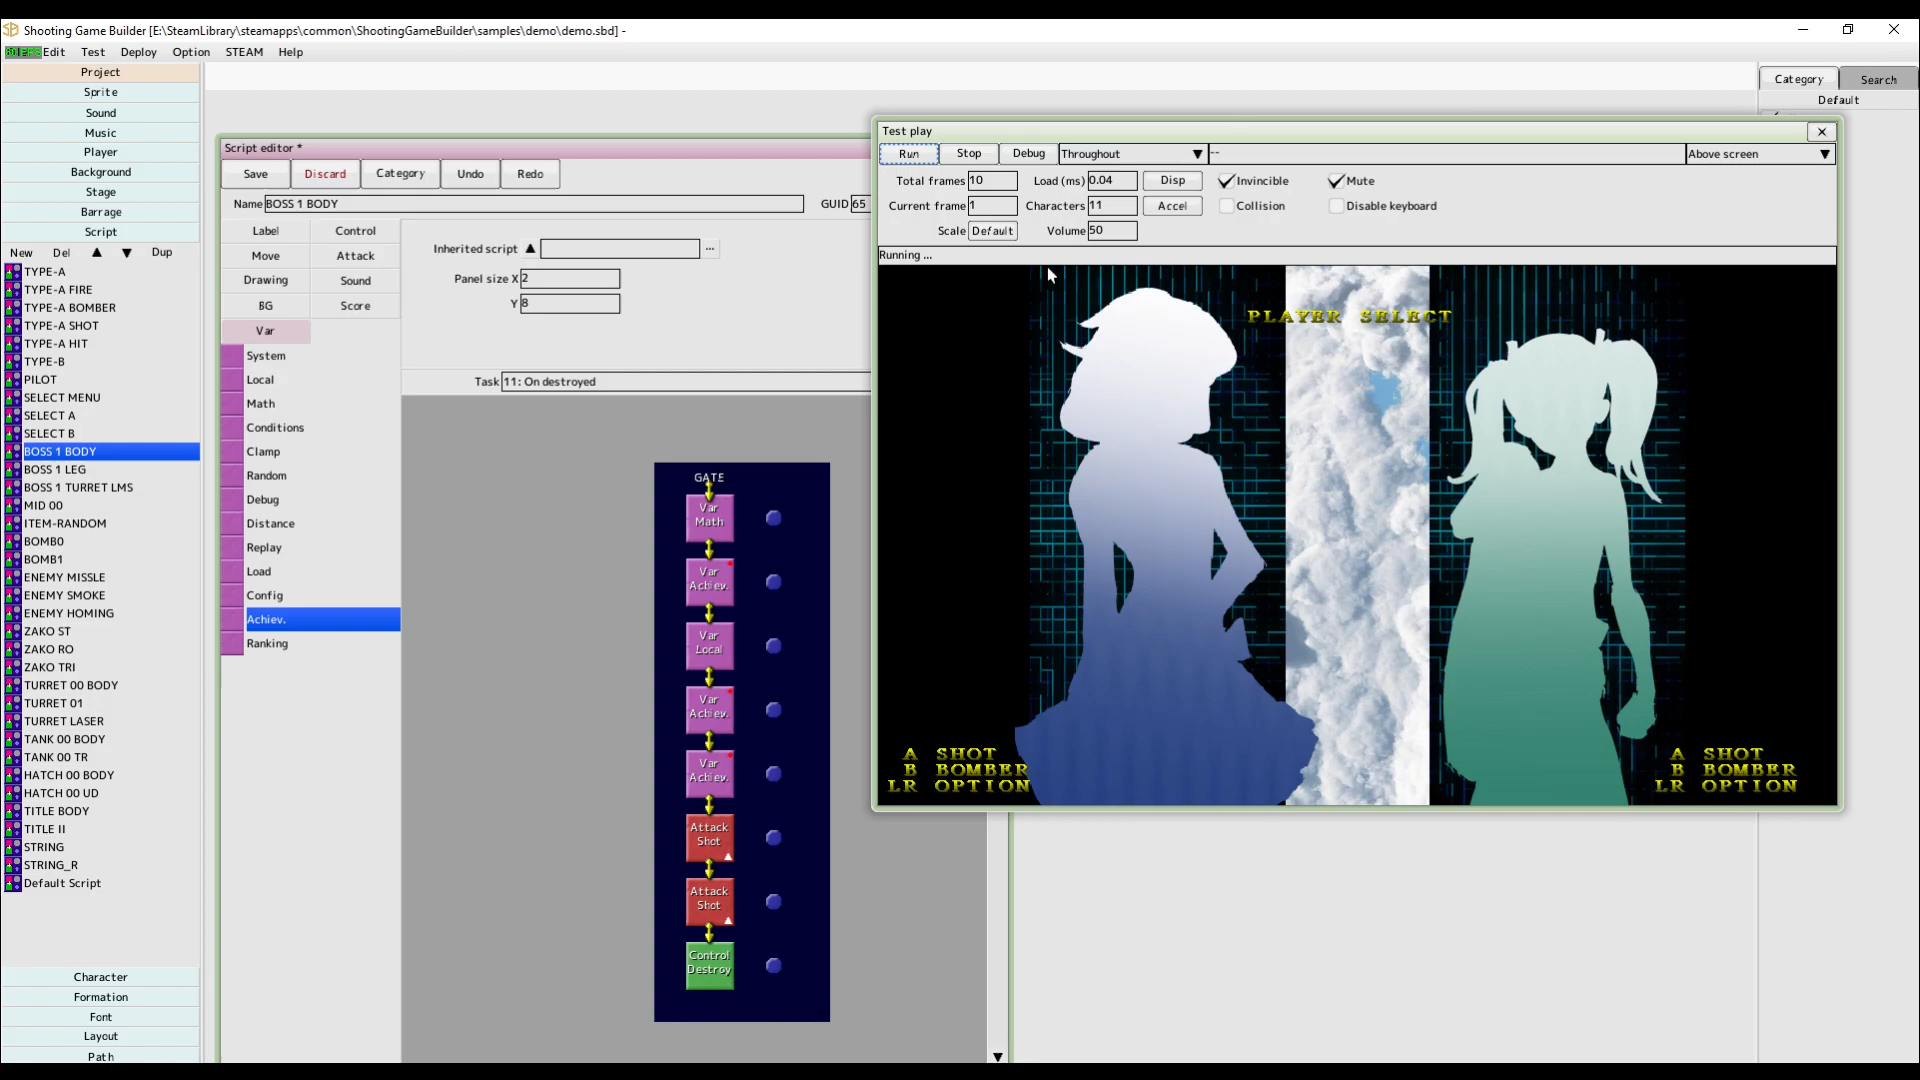 Shooting Game Builder [E:\SteamLibrary\steamapps\common\ShootingGameBuilder\samples\demo\demo.sbd] -
Edit Test Deploy Option STEAM Help
Project
Sprite
Sound
Music
Player
Background
Stage
Barrage
Script
New Del ▲ ▼ Dup
TYPE-A
TYPE-A FIRE
TYPE-A BOMBER
TYPE-A SHOT
TYPE-A HIT
TYPE-B
PILOT
SELECT MENU
SELECT A
SELECT B
BOSS 1 BODY
BOSS 1 LEG
BOSS 1 TURRET LMS
MID 00
ITEM-RANDOM
BOMB0
BOMB1
ENEMY MISSLE
ENEMY SMOKE
ENEMY HOMING
ZAKO ST
ZAKO RO
ZAKO TRI
TURRET 00 BODY
TURRET 01
TURRET LASER
TANK 00 BODY
TANK 00 TR
HATCH 00 BODY
HATCH 00 UD
TITLE BODY
TITLE II
STRING
STRING_R
Default Script
Character
Formation
Font
Layout
Path
Script editor *
Save Discard Category Undo Redo
Name BOSS 1 BODY GUID 65
Label Control
Move Attack
Drawing Sound
BG Score
Var
System
Local
Math
Conditions
Clamp
Random
Debug
Distance
Replay
Load
Config
Achiev.
Ranking
Inherited script ▲ ...
Panel size X 2
Y 8
Task 11: On destroyed
GATE
Var
Math
Var
Achiev.
Var
Local
Var
Achiev.
Var
Achiev.
Attack
Shot
Attack
Shot
Control
Destroy
Test play
Run Stop Debug Throughout ▼ -- Above screen ▼
Total frames 10 Load (ms) 0.04 Disp Invincible Mute
Current frame 1 Characters 11 Accel Collision Disable keyboard
Scale Default Volume 50
Running ...
PLAYER SELECT
A SHOT
B BOMBER
LR OPTION
A SHOT
B BOMBER
LR OPTION
Category Search
Default